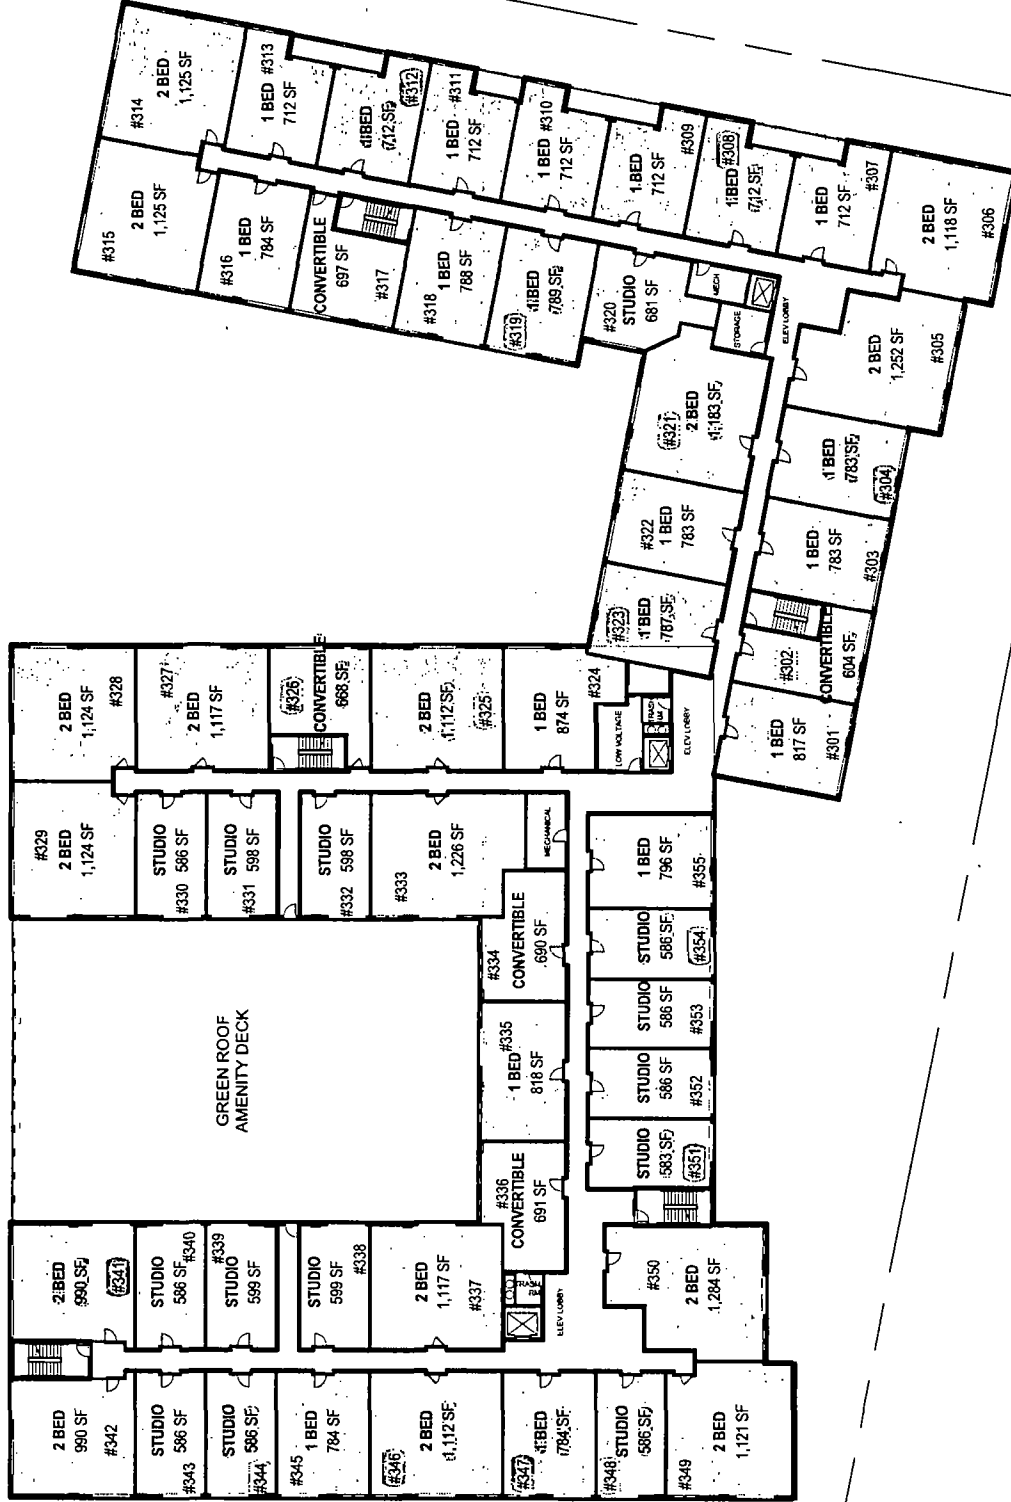 #314
2 BED
1,125 SF
1 BED #313
712 SF
1 BED
712 SF
#312
#311
1 BED
712 SF
1 BED #310
712 SF
1 BED
712 SF
#309
1 BED #308
712 SF
1 BED
712 SF
#307
2 BED
1,118 SF
#306
#315
2 BED
1,125 SF
#316
1 BED
784 SF
CONVERTIBLE
697 SF
#317
#318
1 BED
788 SF
#319
1 BED
789 SF
#320
STUDIO
681 SF
MECH
STORAGE
ELEV LOBBY
2 BED
1,252 SF
#305
#321
2 BED
1,183 SF
1 BED
783 SF
#304
#322
1 BED
783 SF
1 BED
783 SF
#303
#323
1 BED
787 SF
#302
CONVERTIBLE
604 SF
1 BED
817 SF
#301
2 BED
1,124 SF
#328
#327
2 BED
1,117 SF
#326
CONVERTIBLE
668 SF
2 BED
1,112 SF
#325
1 BED
874 SF
#324
LOW VOLTAGE
TRASH
RM
ELEV LOBBY
#329
2 BED
1,124 SF
STUDIO
586 SF
#330
STUDIO
598 SF
#331
STUDIO
598 SF
#332
#333
2 BED
1,226 SF
MECHANICAL
#334
CONVERTIBLE
690 SF
#335
1 BED
818 SF
#336
CONVERTIBLE
691 SF
1 BED
796 SF
#355
STUDIO
586 SF
#354
STUDIO
586 SF
#353
STUDIO
586 SF
#352
STUDIO
583 SF
#351
GREEN ROOF
AMENITY DECK
2 BED
990 SF
#341
STUDIO
586 SF
#340
#339
STUDIO
599 SF
STUDIO
599 SF
#338
2 BED
1,117 SF
#337
TRASH
RM
ELEV LOBBY
#350
2 BED
1,284 SF
2 BED
990 SF
#342
STUDIO
586 SF
#343
STUDIO
586 SF
#344
#345
1 BED
784 SF
#346
2 BED
1,112 SF
#347
1 BED
784 SF
#348
STUDIO
586 SF
#349
2 BED
1,121 SF